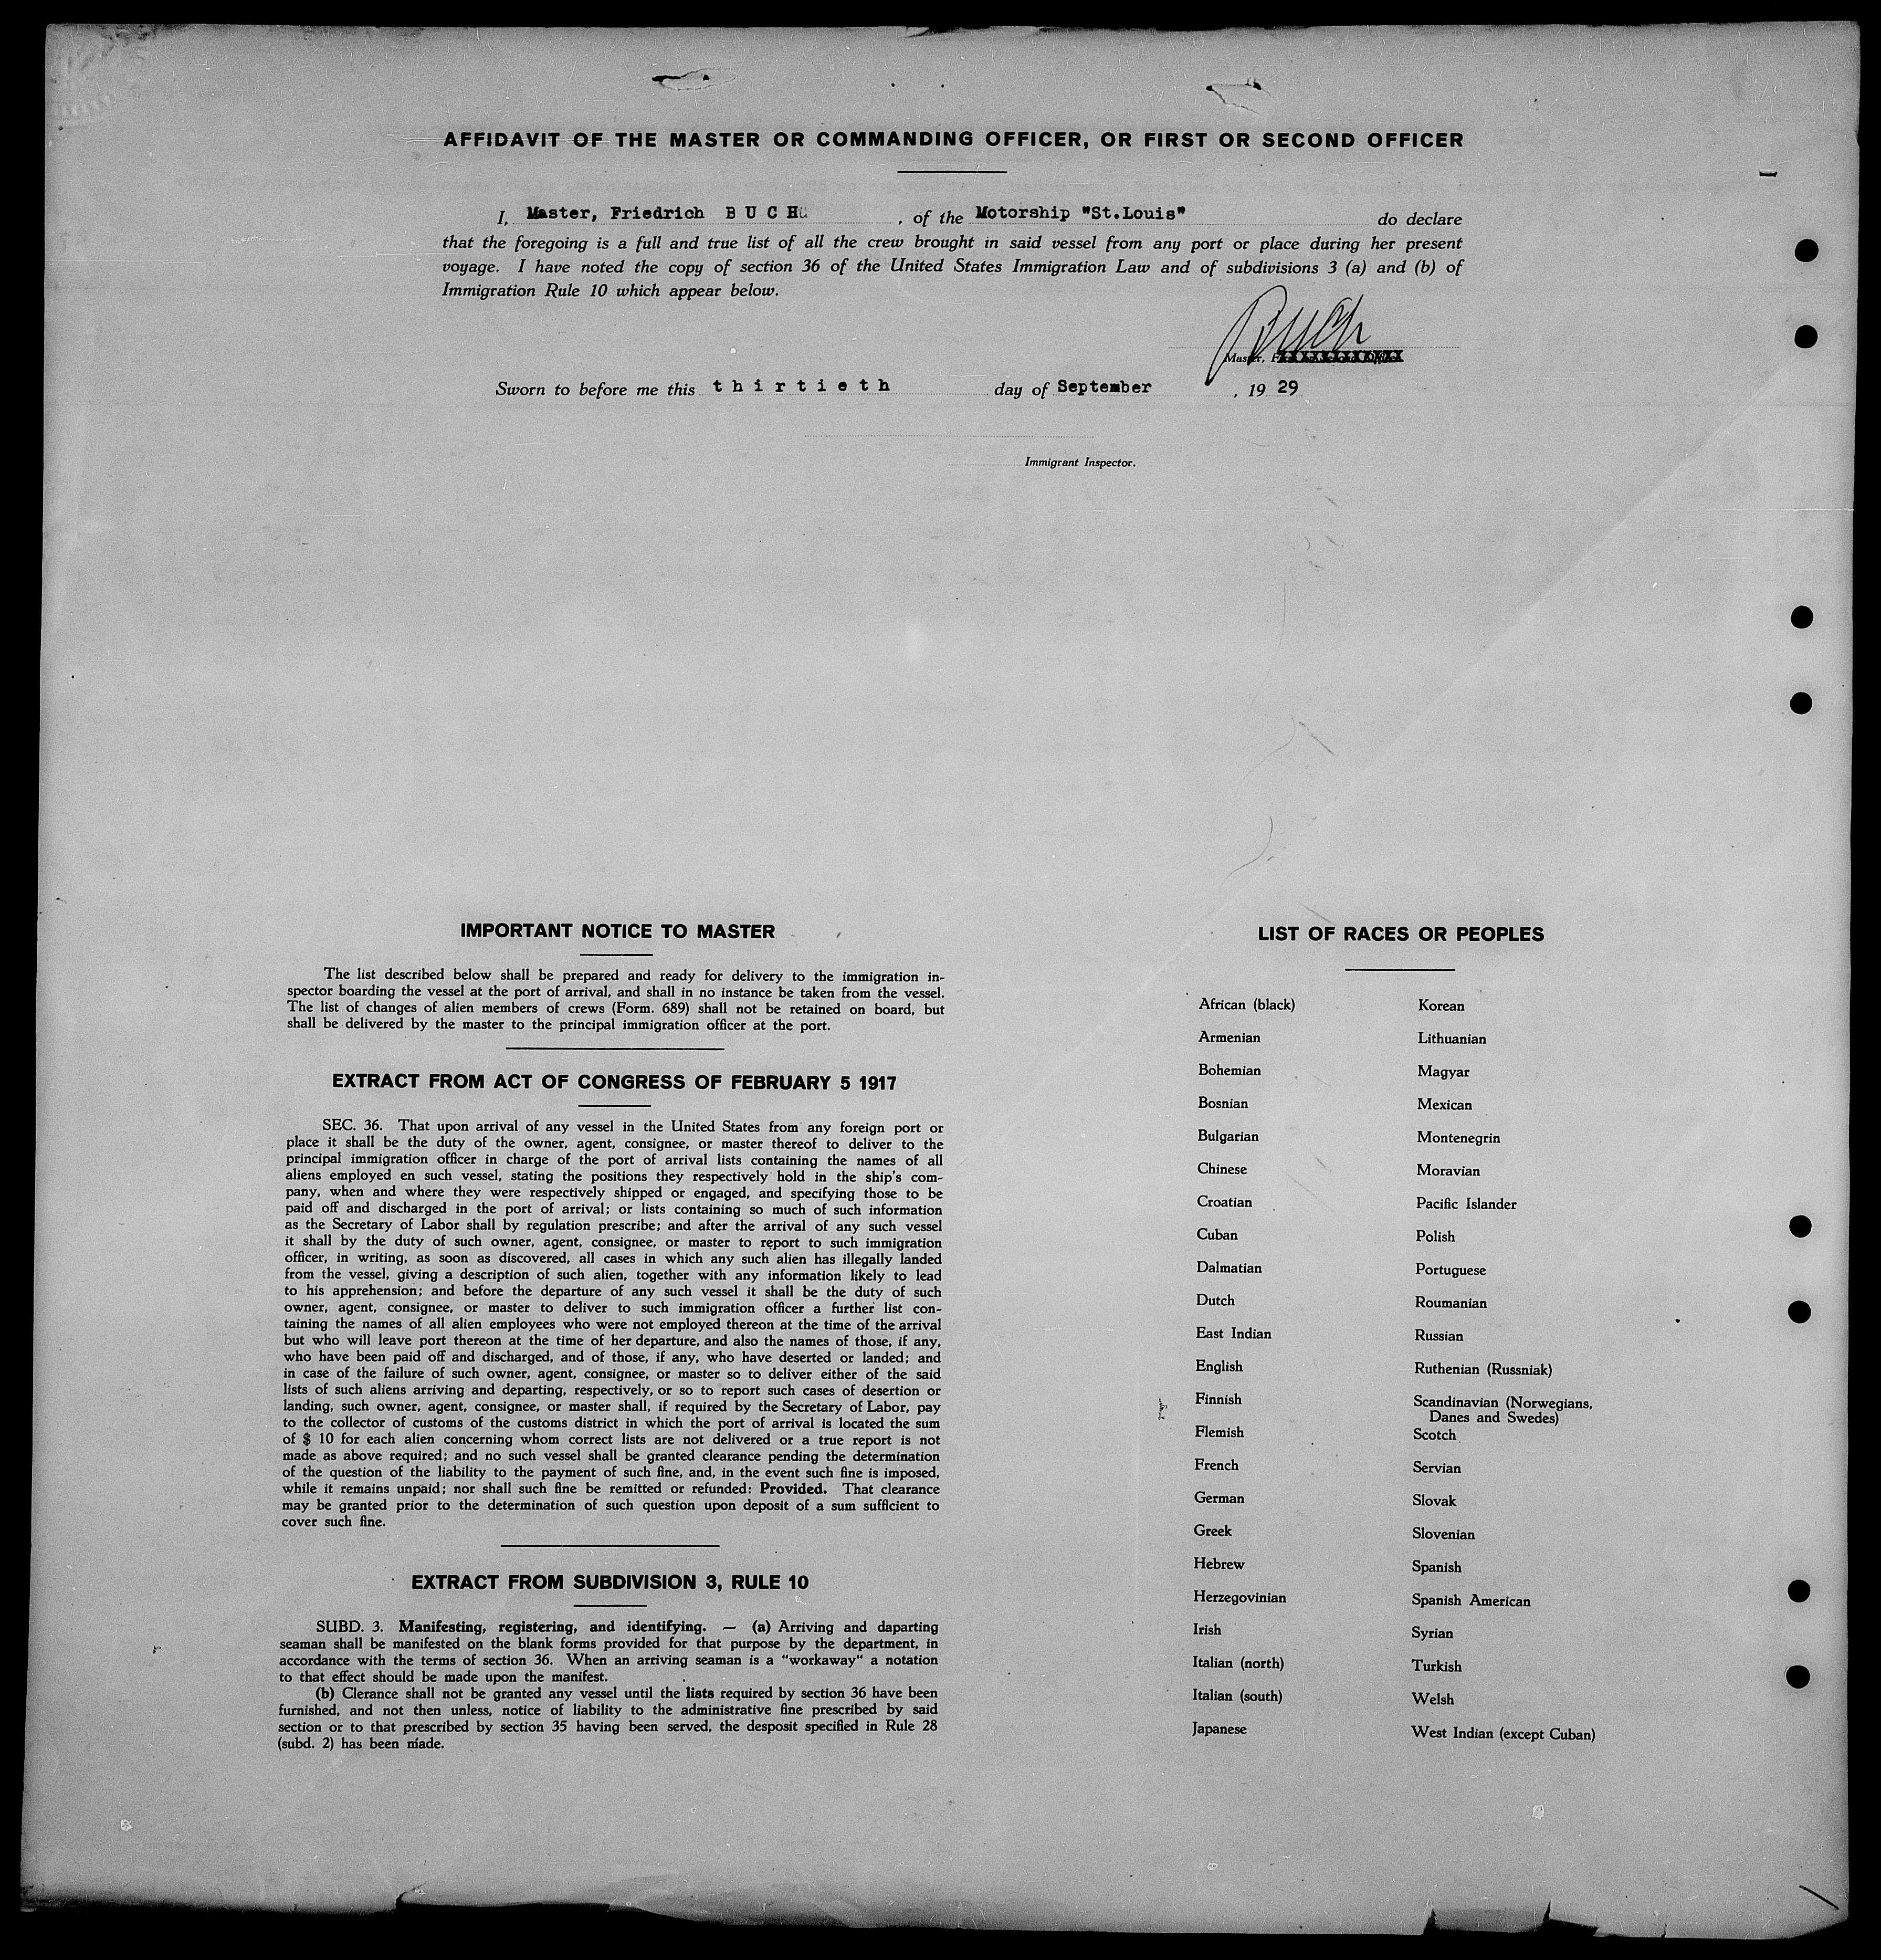 AFFIDAVIT OF THE MASTER OR COMMANDING OFFICER, OR FIRST OR SECOND OFFICER
I, Master, Friedrich B U C H , of the Motorship "St.Louis" do declare
that the foregoing is a full and true list of all the crew brought in said vessel from any port or place during her present
voyage. I have noted the copy of section 36 of the United States Immigration Law and of subdivisions 3 (a) and (b) of
Immigration Rule 10 which appear below.
Buch
Master, First or Second Officer
Sworn to before me this t h i r t i e t h day of September , 19 29
Immigrant Inspector.
IMPORTANT NOTICE TO MASTER
The list described below shall be prepared and ready for delivery to the immigration in-
spector boarding the vessel at the port of arrival, and shall in no instance be taken from the vessel.
The list of changes of alien members of crews (Form. 689) shall not be retained on board, but
shall be delivered by the master to the principal immigration officer at the port.
EXTRACT FROM ACT OF CONGRESS OF FEBRUARY 5 1917
SEC. 36. That upon arrival of any vessel in the United States from any foreign port or
place it shall be the duty of the owner, agent, consignee, or master thereof to deliver to the
principal immigration officer in charge of the port of arrival lists containing the names of all
aliens employed en such vessel, stating the positions they respectively hold in the ship's com-
pany, when and where they were respectively shipped or engaged, and specifying those to be
paid off and discharged in the port of arrival; or lists containing so much of such information
as the Secretary of Labor shall by regulation prescribe; and after the arrival of any such vessel
it shall by the duty of such owner, agent, consignee, or master to report to such immigration
officer, in writing, as soon as discovered, all cases in which any such alien has illegally landed
from the vessel, giving a description of such alien, together with any information likely to lead
to his apprehension; and before the departure of any such vessel it shall be the duty of such
owner, agent, consignee, or master to deliver to such immigration officer a further list con-
taining the names of all alien employees who were not employed thereon at the time of the arrival
but who will leave port thereon at the time of her departure, and also the names of those, if any,
who have been paid off and discharged, and of those, if any, who have deserted or landed; and
in case of the failure of such owner, agent, consignee, or master so to deliver either of the said
lists of such aliens arriving and departing, respectively, or so to report such cases of desertion or
landing, such owner, agent, consignee, or master shall, if required by the Secretary of Labor, pay
to the collector of customs of the customs district in which the port of arrival is located the sum
of $ 10 for each alien concerning whom correct lists are not delivered or a true report is not
made as above required; and no such vessel shall be granted clearance pending the determination
of the question of the liability to the payment of such fine, and, in the event such fine is imposed,
while it remains unpaid; nor shall such fine be remitted or refunded: Provided. That clearance
may be granted prior to the determination of such question upon deposit of a sum sufficient to
cover such fine.
EXTRACT FROM SUBDIVISION 3, RULE 10
SUBD. 3. Manifesting, registering, and identifying. — (a) Arriving and daparting
seaman shall be manifested on the blank forms provided for that purpose by the department, in
accordance with the terms of section 36. When an arriving seaman is a "workaway" a notation
to that effect should be made upon the manifest.
(b) Clerance shall not be granted any vessel until the lists required by section 36 have been
furnished, and not then unless, notice of liability to the administrative fine prescribed by said
section or to that prescribed by section 35 having been served, the desposit specified in Rule 28
(subd. 2) has been made.
LIST OF RACES OR PEOPLES
African (black) Korean
Armenian Lithuanian
Bohemian Magyar
Bosnian Mexican
Bulgarian Montenegrin
Chinese Moravian
Croatian Pacific Islander
Cuban Polish
Dalmatian Portuguese
Dutch Roumanian
East Indian Russian
English Ruthenian (Russniak)
Finnish Scandinavian (Norwegians,
Danes and Swedes)
Flemish Scotch
French Servian
German Slovak
Greek Slovenian
Hebrew Spanish
Herzegovinian Spanish American
Irish Syrian
Italian (north) Turkish
Italian (south) Welsh
Japanese West Indian (except Cuban)